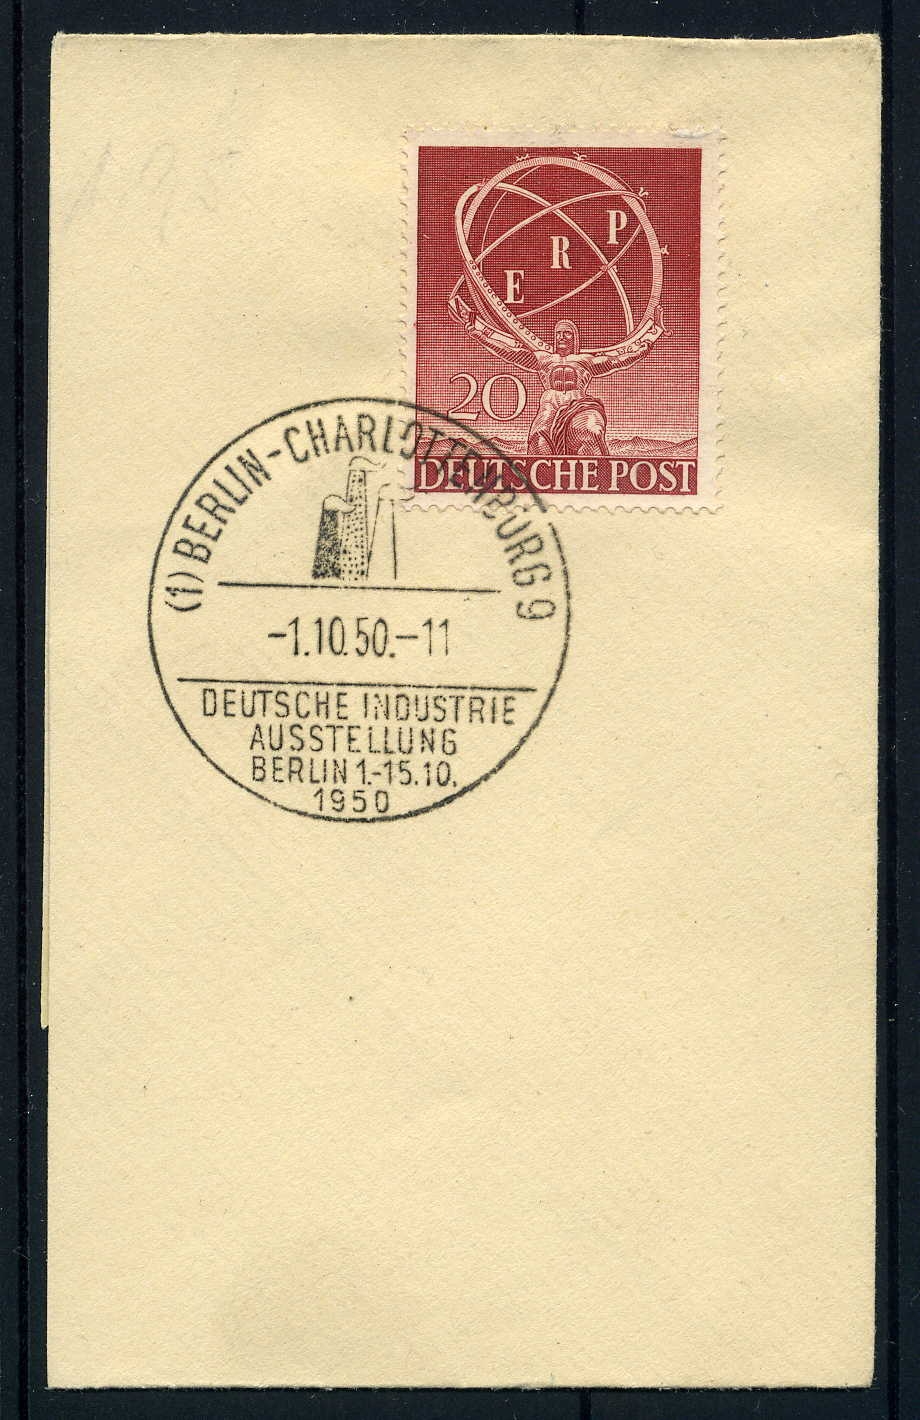 E R P
20
DEUTSCHE POST
(1) BERLIN-CHARLOTTENBURG 9
-1.10.50.-11
DEUTSCHE INDUSTRIE
AUSSTELLUNG
BERLIN 1.-15.10.
1950